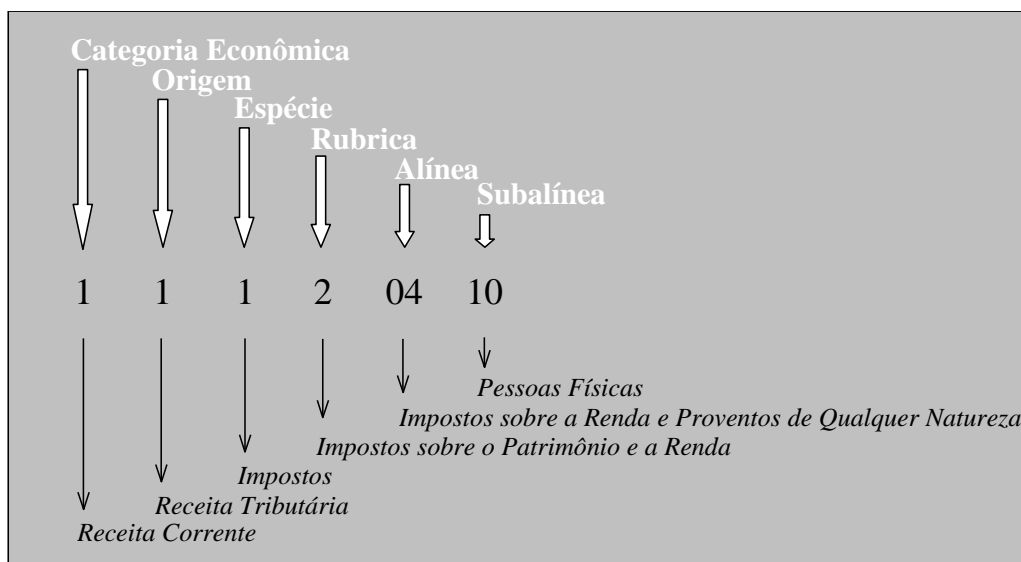 Categoria Econômica
Origem
Espécie
Rubrica
Alínea
Subalínea
1 1 1 2 04 10
Pessoas Físicas
Impostos sobre a Renda e Proventos de Qualquer Natureza
Impostos sobre o Patrimônio e a Renda
Impostos
Receita Tributária
Receita Corrente